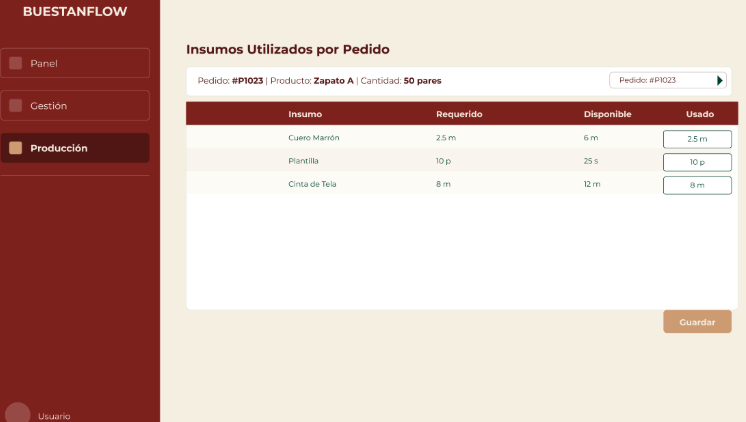 BUESTANFLOW
Panel
Gestión
Producción
Usuario
Insumos Utilizados por Pedido
Pedido: #P1023 | Producto: Zapato A | Cantidad: 50 pares
Pedido: #P1023
Insumo Requerido Disponible Usado
Cuero Marrón 2.5 m 6 m 2.5 m
Plantilla 10 p 25 s 10 p
Cinta de Tela 8 m 12 m 8 m
Guardar